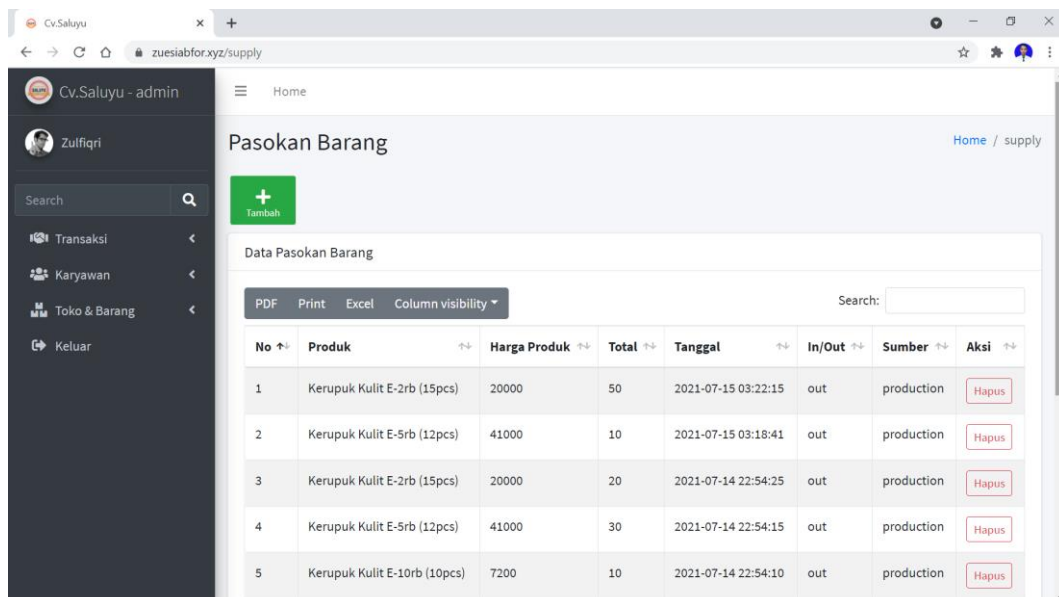 Cv.Saluyu
zuesiabfor.xyz/supply
Cv.Saluyu - admin
Home
Zulfiqri
Pasokan Barang
Home / supply
Search
Tambah
Transaksi
Karyawan
Toko & Barang
Keluar
Data Pasokan Barang
PDF Print Excel Column visibility
Search:
No Produk Harga Produk Total Tanggal In/Out Sumber Aksi
1 Kerupuk Kulit E-2rb (15pcs) 20000 50 2021-07-15 03:22:15 out production Hapus
2 Kerupuk Kulit E-5rb (12pcs) 41000 10 2021-07-15 03:18:41 out production Hapus
3 Kerupuk Kulit E-2rb (15pcs) 20000 20 2021-07-14 22:54:25 out production Hapus
4 Kerupuk Kulit E-5rb (12pcs) 41000 30 2021-07-14 22:54:15 out production Hapus
5 Kerupuk Kulit E-10rb (10pcs) 7200 10 2021-07-14 22:54:10 out production Hapus